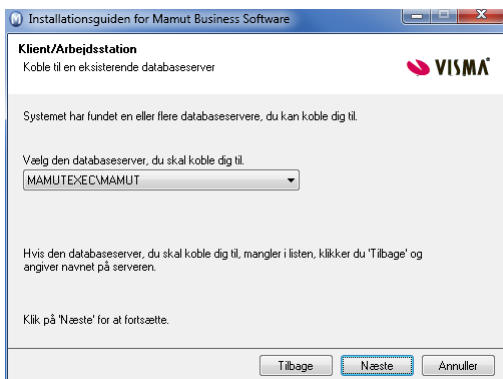 Installationsguiden for Mamut Business Software
Klient/Arbejdsstation
Koble til en eksisterende databaseserver
VISMA
Systemet har fundet en eller flere databaseservere, du kan koble dig til.
Vælg den databaseserver, du skal koble dig til.
MAMUTEXEC\MAMUT
Hvis den databaseserver, du skal koble dig til, mangler i listen, klikker du 'Tilbage' og
angiver navnet på serveren.
Klik på 'Næste' for at fortsætte.
Tilbage
Næste
Annuller